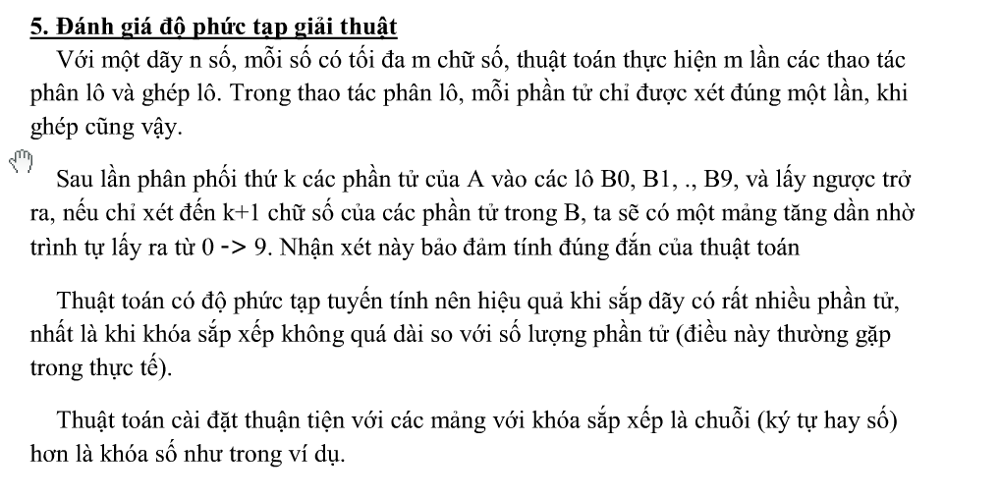 5. Đánh giá độ phức tạp giải thuật
Với một dãy n số, mỗi số có tối đa m chữ số, thuật toán thực hiện m lần các thao tác
phân lô và ghép lô. Trong thao tác phân lô, mỗi phần tử chỉ được xét đúng một lần, khi
ghép cũng vậy.
Sau lần phân phối thứ k các phần tử của A vào các lô B0, B1, ., B9, và lấy ngược trở
ra, nếu chỉ xét đến k+1 chữ số của các phần tử trong B, ta sẽ có một mảng tăng dần nhờ
trình tự lấy ra từ 0 -> 9. Nhận xét này bảo đảm tính đúng đắn của thuật toán
Thuật toán có độ phức tạp tuyến tính nên hiệu quả khi sắp dãy có rất nhiều phần tử,
nhất là khi khóa sắp xếp không quá dài so với số lượng phần tử (điều này thường gặp
trong thực tế).
Thuật toán cài đặt thuận tiện với các mảng với khóa sắp xếp là chuỗi (ký tự hay số)
hơn là khóa số như trong ví dụ.